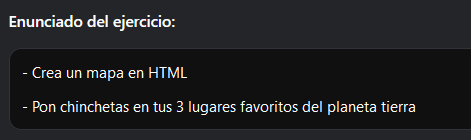 Enunciado del ejercicio:
- Crea un mapa en HTML
- Pon chinchetas en tus 3 lugares favoritos del planeta tierra